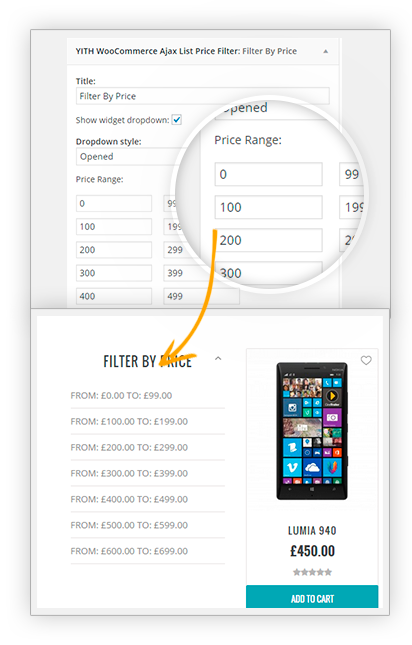 YITH WooCommerce Ajax List Price Filter: Filter By Price
Title:
Filter By Price
Show widget dropdown:
Dropdown style:
Opened
Price Range:
0 99
100 199
200 299
300 399
400 499
Opened
Price Range:
0 99
100 199
200
300
FILTER BY PRICE
FROM: £0.00 TO: £99.00
FROM: £100.00 TO: £199.00
FROM: £200.00 TO: £299.00
FROM: £300.00 TO: £399.00
FROM: £400.00 TO: £499.00
FROM: £500.00 TO: £599.00
FROM: £600.00 TO: £699.00
LUMIA 940
£450.00
ADD TO CART